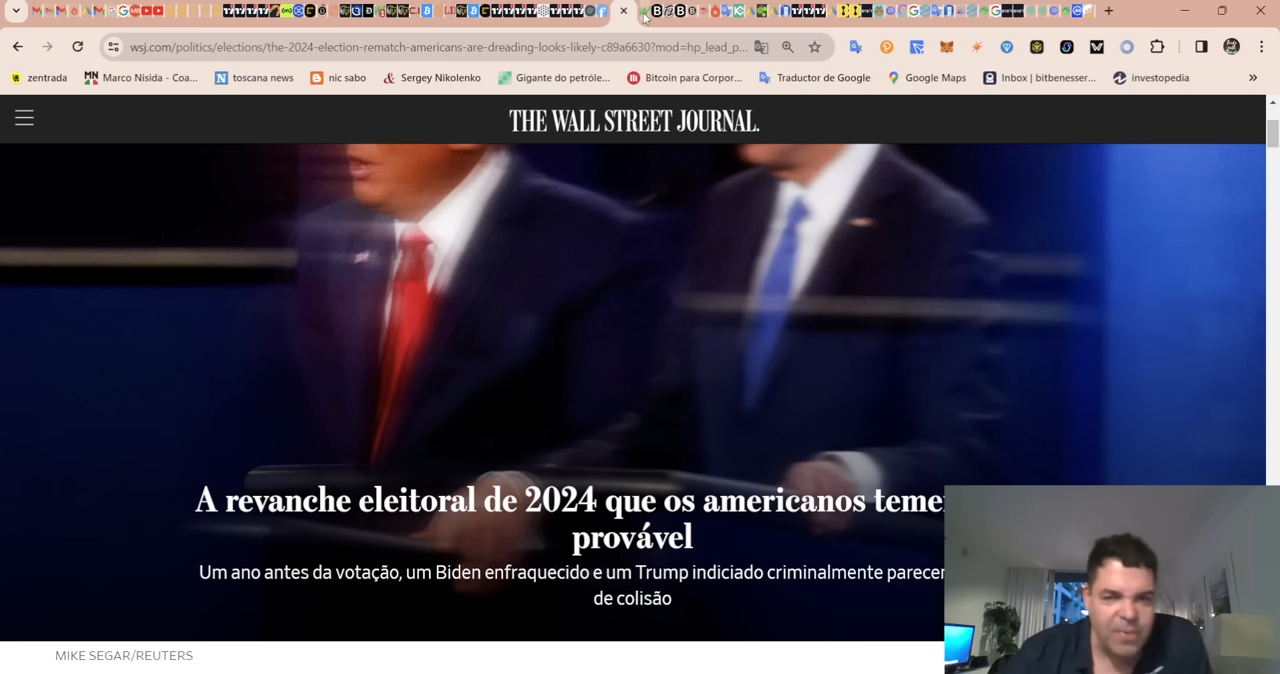 wsj.com/politics/elections/the-2024-election-rematch-americans-are-dreading-looks-likely-c89a6630?mod=hp_lead_p...
zentrada
Marco Nisida - Coa...
toscana news
nic sabo
Sergey Nikolenko
Gigante do petróle...
Bitcoin para Corpor...
Traductor de Google
Google Maps
Inbox | bitbenesser...
investopedia
THE WALL STREET JOURNAL.
A revanche eleitoral de 2024 que os americanos teme
provável
Um ano antes da votação, um Biden enfraquecido e um Trump indiciado criminalmente parecer
de colisão
MIKE SEGAR/REUTERS